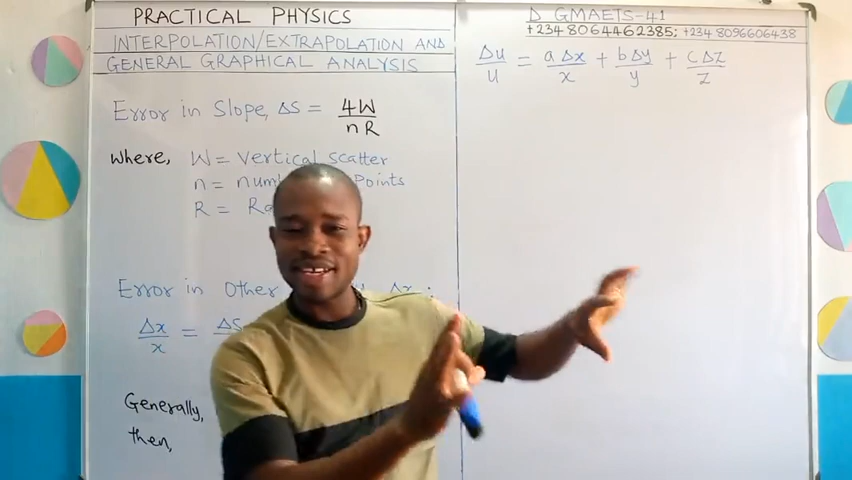 PRACTICAL PHYSICS
INTERPOLATION/EXTRAPOLATION AND
GENERAL GRAPHICAL ANALYSIS
Error in Slope, ΔS = 4W / nR
Where, W = vertical scatter
n = Points
R =
Error in Other Δx :
Δx/x = ΔS
Generally,
then,
D GMAETS-41
+234 8064462385; +234 8096606438
Δu/u = aΔx/x + bΔy/y + cΔz/z